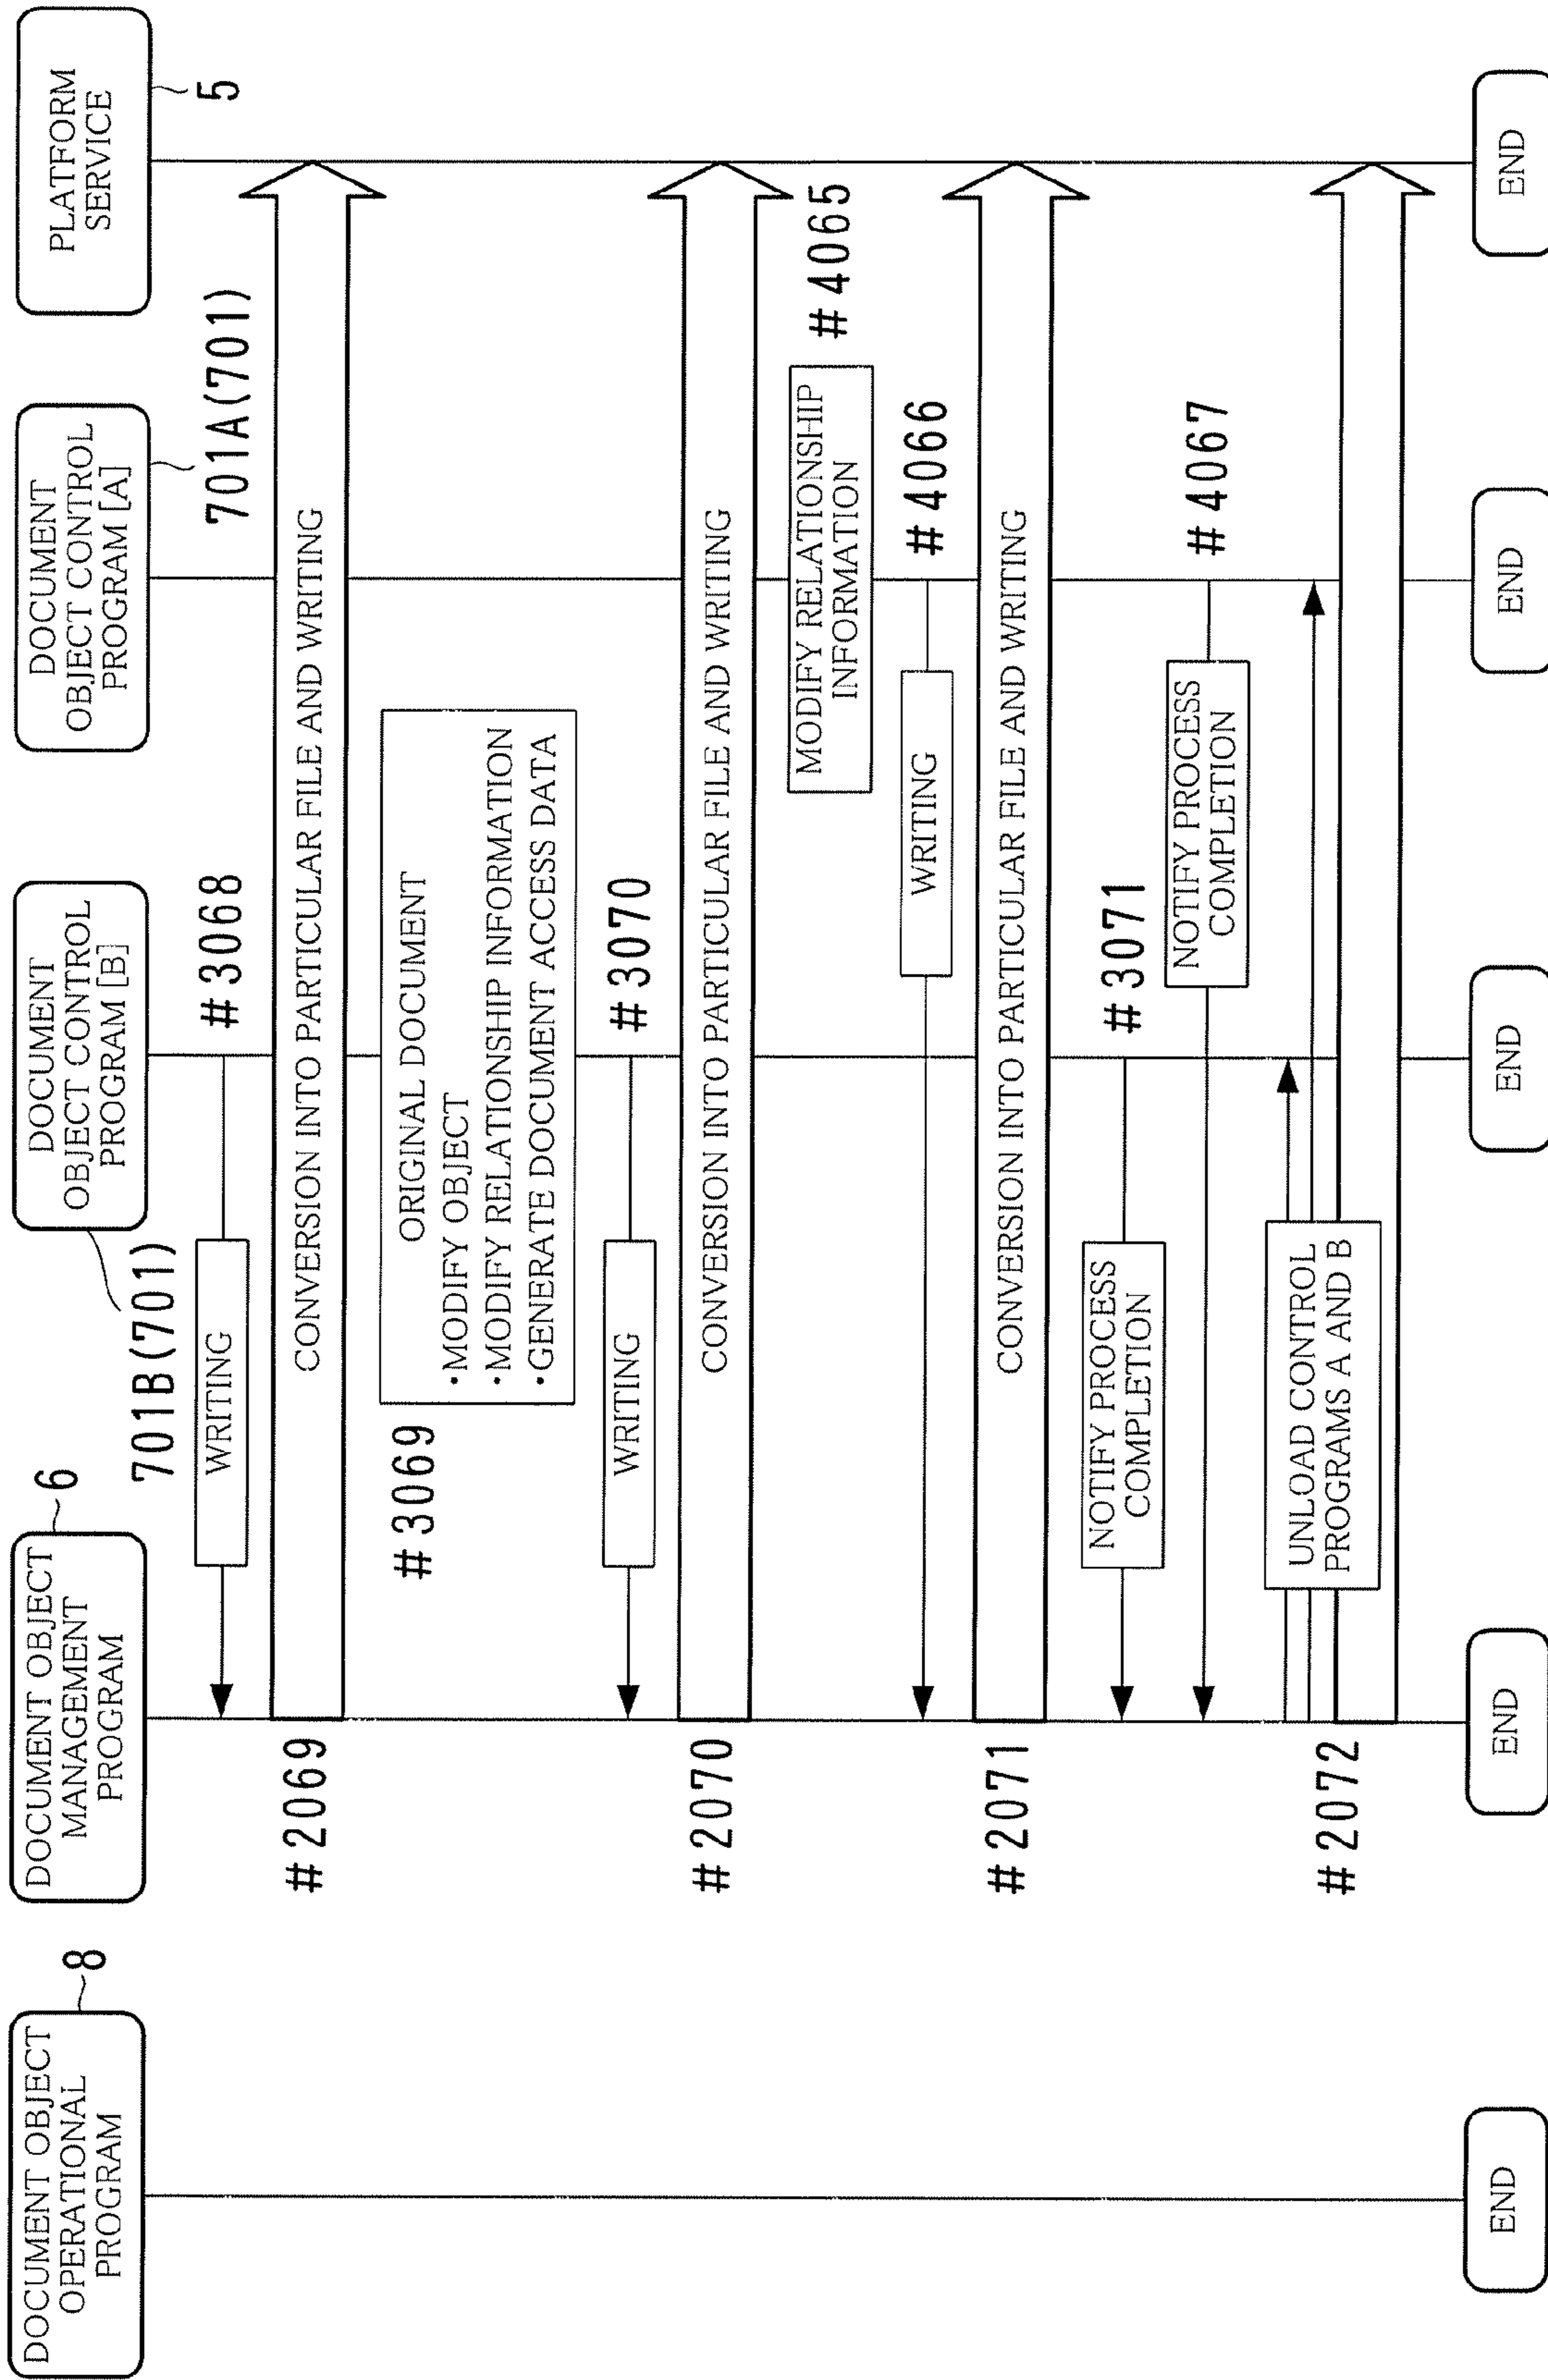 DOCUMENT OBJECT
OPERATIONAL
PROGRAM
8
DOCUMENT OBJECT
MANAGEMENT
PROGRAM
6
DOCUMENT
OBJECT CONTROL
PROGRAM [B]
701B(701)
DOCUMENT
OBJECT CONTROL
PROGRAM [A]
701A(701)
PLATFORM
SERVICE
5
WRITING
#3068
#2069
CONVERSION INTO PARTICULAR FILE AND WRITING
#3069
ORIGINAL DOCUMENT
•MODIFY OBJECT
•MODIFY RELATIONSHIP INFORMATION
•GENERATE DOCUMENT ACCESS DATA
WRITING
#3070
#2070
CONVERSION INTO PARTICULAR FILE AND WRITING
MODIFY RELATIONSHIP
INFORMATION
#4065
WRITING
#4066
#2071
CONVERSION INTO PARTICULAR FILE AND WRITING
NOTIFY PROCESS
COMPLETION
#3071
NOTIFY PROCESS
COMPLETION
#4067
#2072
UNLOAD CONTROL
PROGRAMS A AND B
END
END
END
END
END